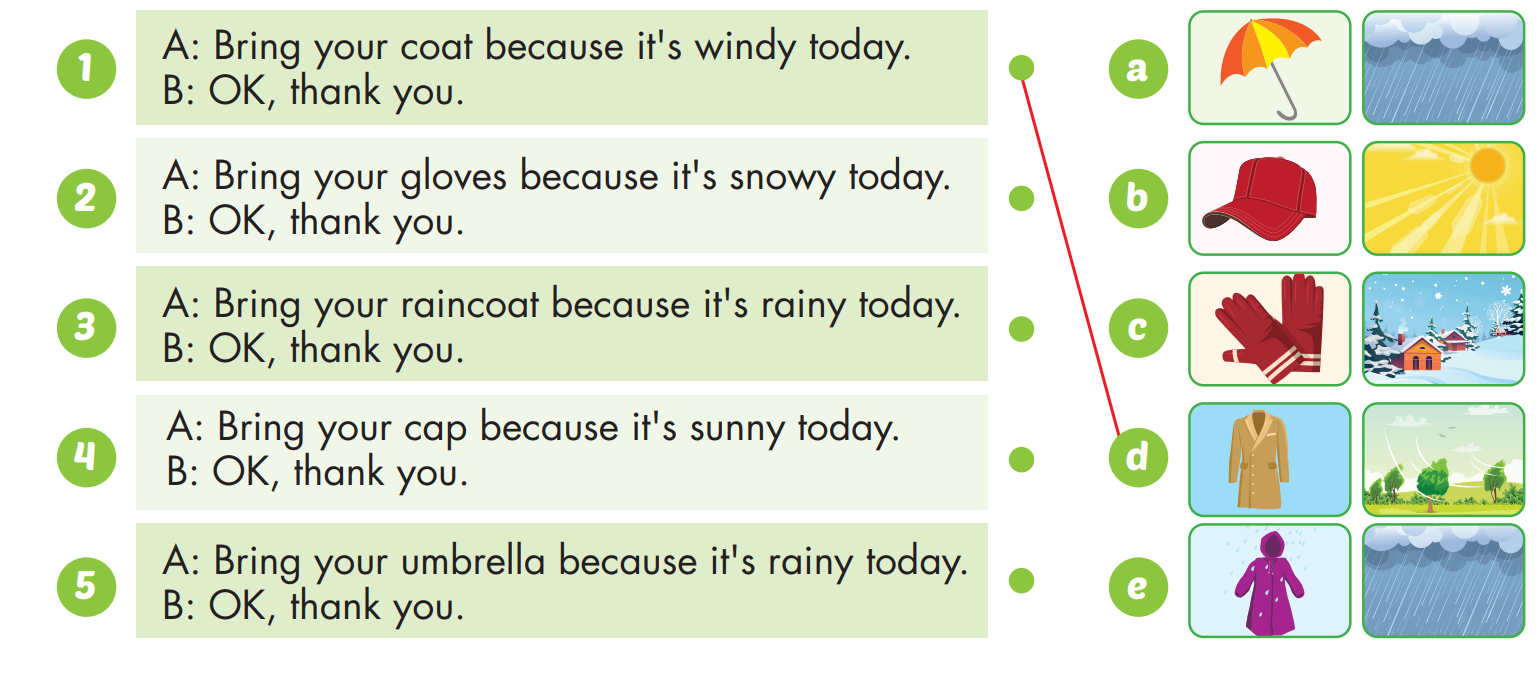 1
A: Bring your coat because it's windy today.
B: OK, thank you.
a
2
A: Bring your gloves because it's snowy today.
B: OK, thank you.
b
3
A: Bring your raincoat because it's rainy today.
B: OK, thank you.
c
4
A: Bring your cap because it's sunny today.
B: OK, thank you.
d
5
A: Bring your umbrella because it's rainy today.
B: OK, thank you.
e